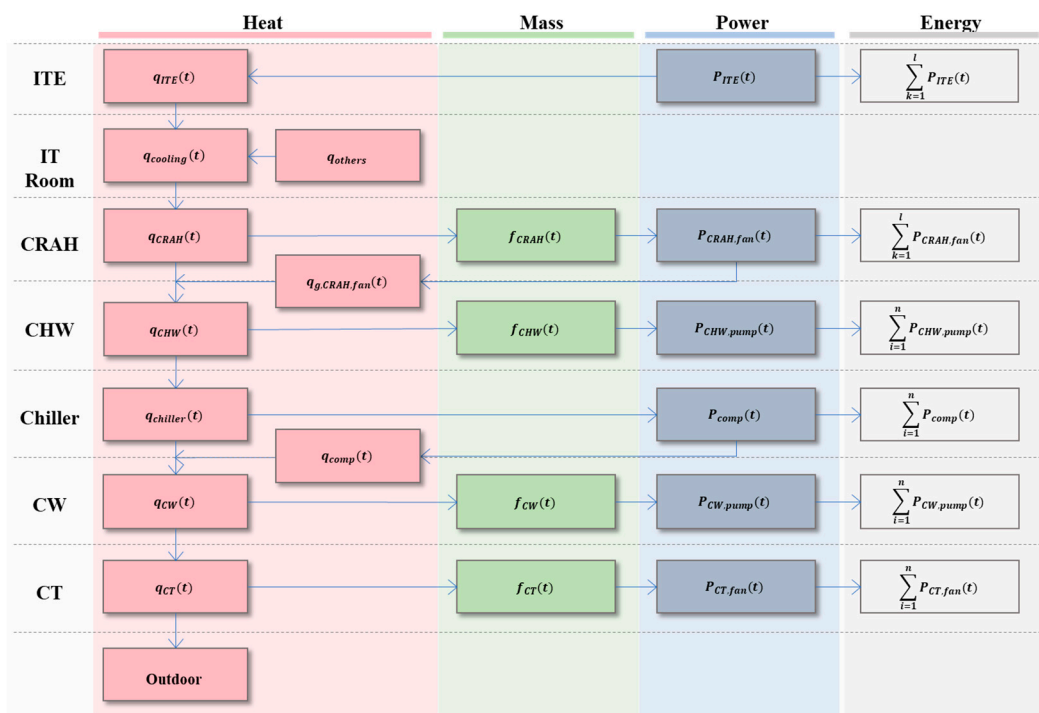 Heat Mass Power Energy
ITE q_ITE(t) P_ITE(t) ∑_{k=1}^{l} P_ITE(t)
IT Room q_cooling(t) q_others
CRAH q_CRAH(t) f_CRAH(t) P_CRAH.fan(t) ∑_{k=1}^{l} P_CRAH.fan(t)
q_g.CRAH.fan(t)
CHW q_CHW(t) f_CHW(t) P_CHW.pump(t) ∑_{i=1}^{n} P_CHW.pump(t)
Chiller q_chiller(t) P_comp(t) ∑_{i=1}^{n} P_comp(t)
q_comp(t)
CW q_CW(t) f_CW(t) P_CW.pump(t) ∑_{i=1}^{n} P_CW.pump(t)
CT q_CT(t) f_CT(t) P_CT.fan(t) ∑_{i=1}^{n} P_CT.fan(t)
Outdoor